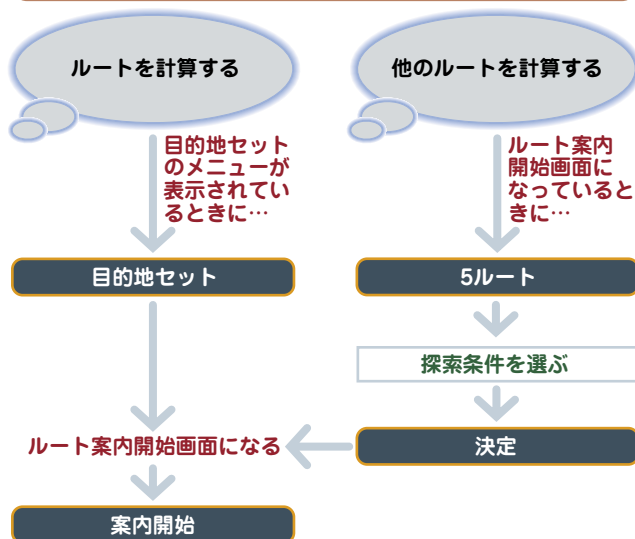 ルートを計算する
目的地セット
のメニューが
表示されてい
るときに…
目的地セット
ルート案内開始画面になる
案内開始
他のルートを計算する
ルート案内
開始画面に
なっていると
きに…
5ルート
探索条件を選ぶ
決定